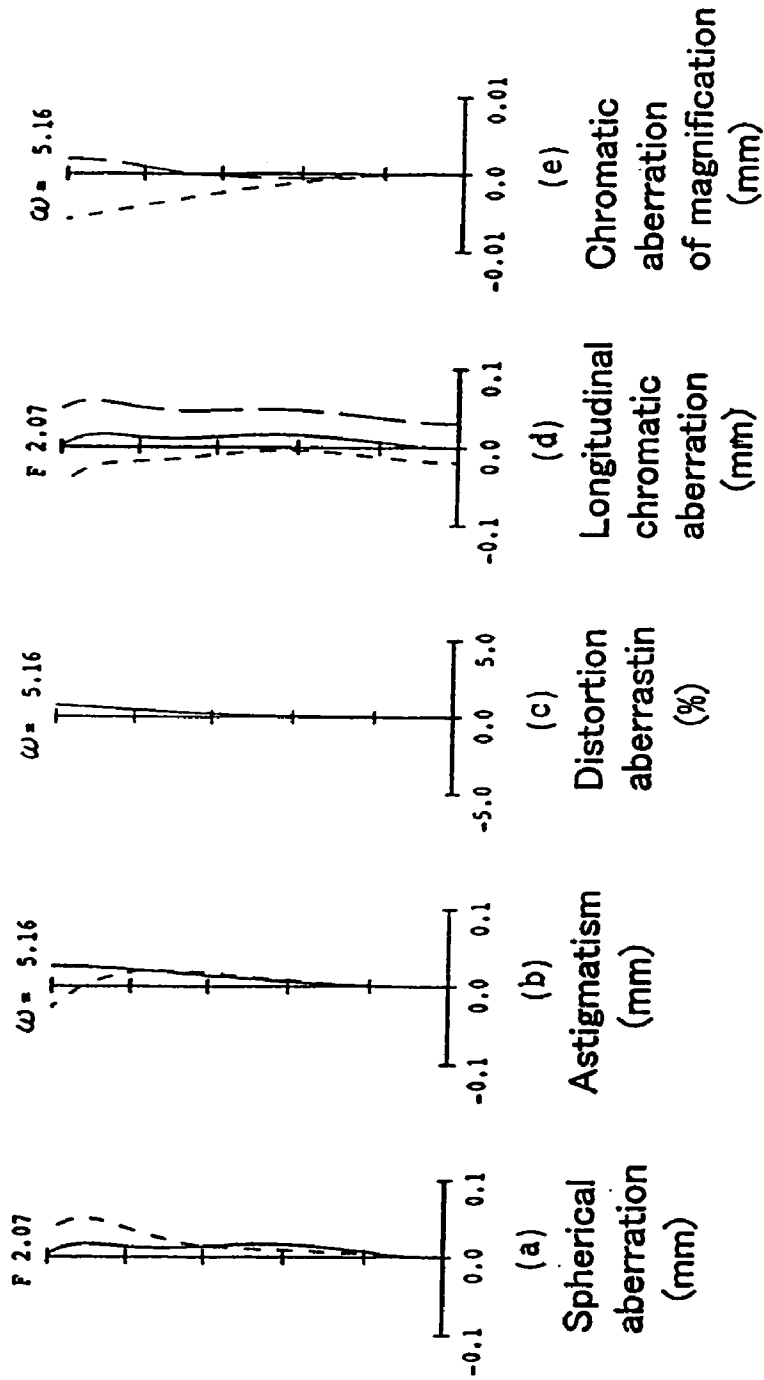 F 2.07
-0.1 0.0 0.1
(a)
Spherical
aberration
(mm)
ω= 5.16
-0.1 0.0 0.1
(b)
Astigmatism
(mm)
ω= 5.16
-5.0 0.0 5.0
(c)
Distortion
aberrastin
(%)
F 2.07
-0.1 0.0 0.1
(d)
Longitudinal
chromatic
aberration
(mm)
ω= 5.16
-0.01 0.0 0.01
(e)
Chromatic
aberration
of magnification
(mm)